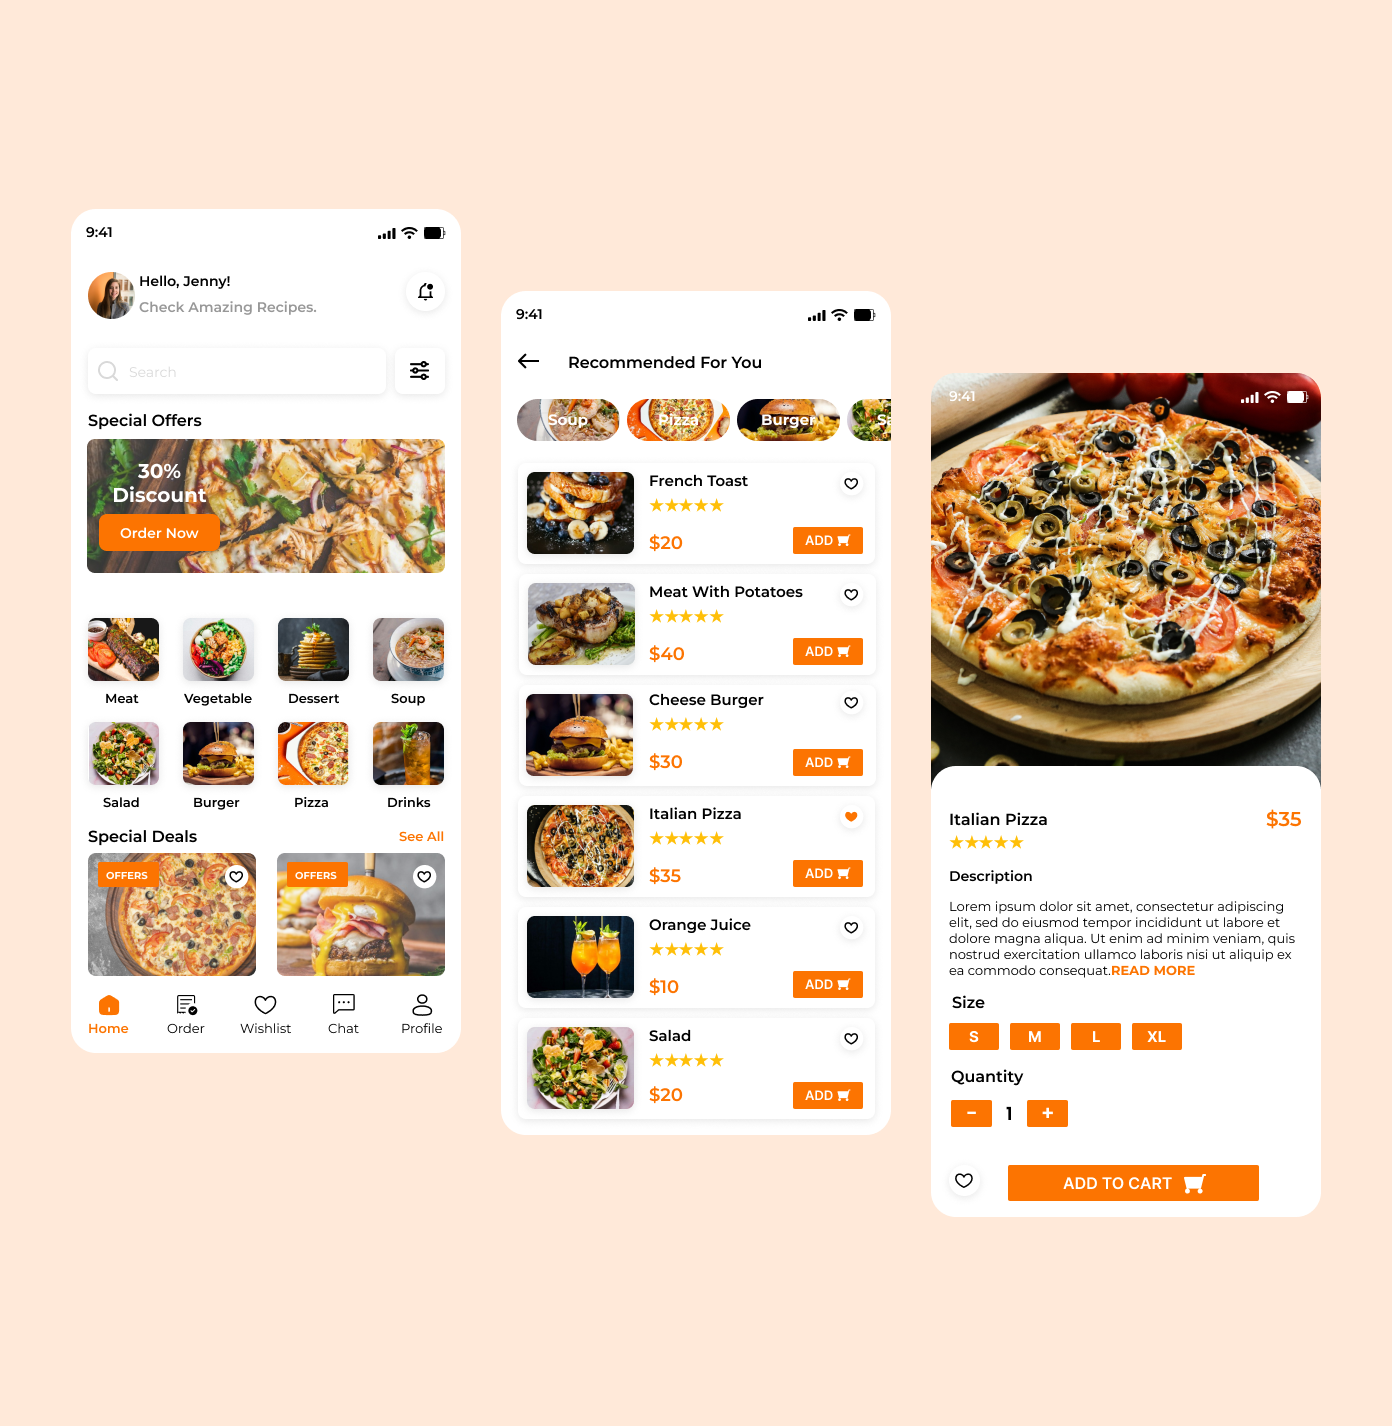 9:41
Hello, Jenny!
Check Amazing Recipes.
Search
Special Offers
30%
Discount
Order Now
Meat
Vegetable
Dessert
Soup
Salad
Burger
Pizza
Drinks
Special Deals
See All
OFFERS
OFFERS
Home
Order
Wishlist
Chat
Profile
9:41
Recommended For You
Soup
Pizza
Burger
Sa
French Toast
$20
ADD
Meat With Potatoes
$40
ADD
Cheese Burger
$30
ADD
Italian Pizza
$35
ADD
Orange Juice
$10
ADD
Salad
$20
ADD
9:41
Italian Pizza
$35
Description
Lorem ipsum dolor sit amet, consectetur adipiscing
elit, sed do eiusmod tempor incididunt ut labore et
dolore magna aliqua. Ut enim ad minim veniam, quis
nostrud exercitation ullamco laboris nisi ut aliquip ex
ea commodo consequat.READ MORE
Size
S
M
L
XL
Quantity
- 1 +
ADD TO CART